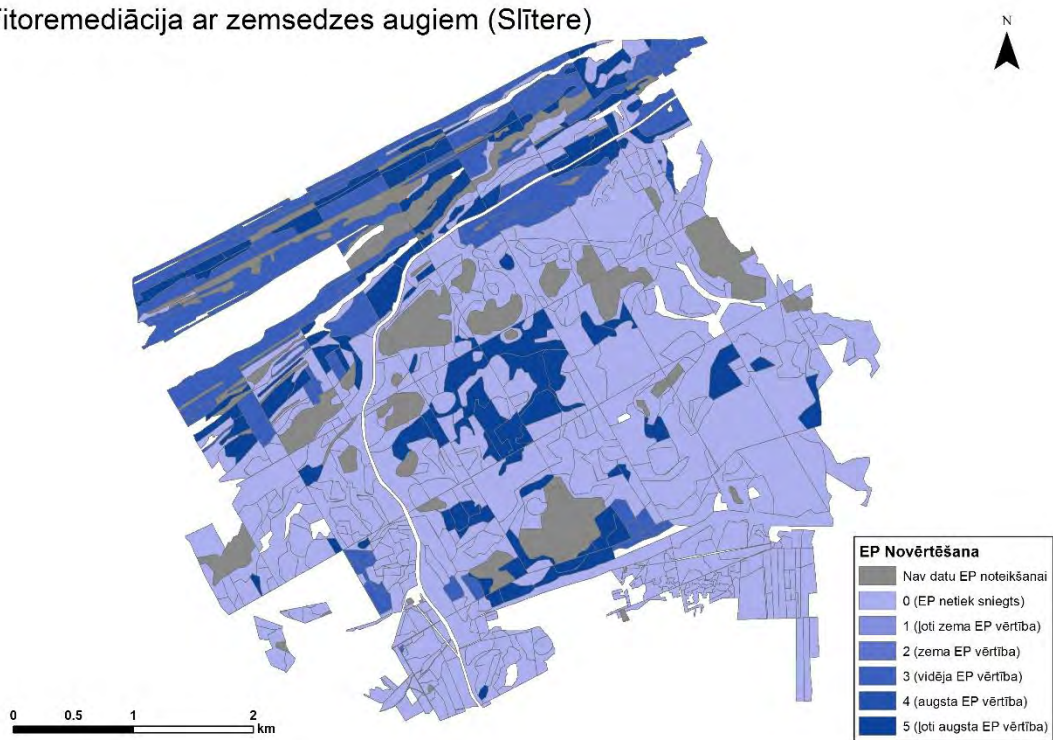 itoremediācija ar zemsedzes augiem (Slītere)
N
EP Novērtēšana
Nav datu EP noteikšanai
0 (EP netiek sniegts)
1 (ļoti zema EP vērtība)
2 (zema EP vērtība)
3 (vidēja EP vērtība)
4 (augsta EP vērtība)
5 (ļoti augsta EP vērtība)
0 0.5 1 2
km